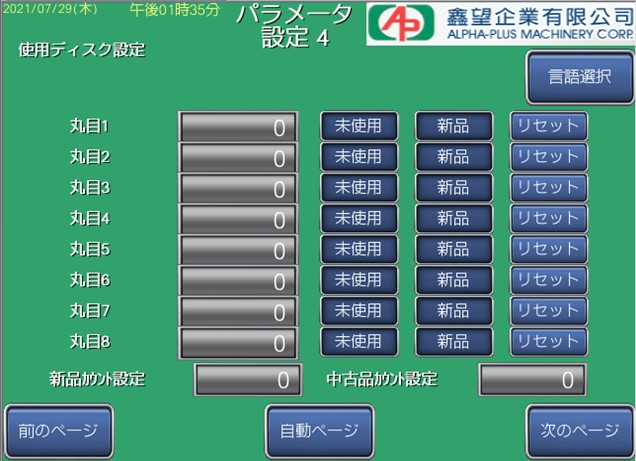 2021/07/29(木) 午後01時35分
パラメータ
設定 4
鑫望企業有限公司
ALPHA-PLUS MACHINERY CORP.
AP
使用ディスク設定
言語選択
丸目1 0 未使用 新品 リセット
丸目2 0 未使用 新品 リセット
丸目3 0 未使用 新品 リセット
丸目4 0 未使用 新品 リセット
丸目5 0 未使用 新品 リセット
丸目6 0 未使用 新品 リセット
丸目7 0 未使用 新品 リセット
丸目8 0 未使用 新品 リセット
新品ｶｳﾝﾄ設定 0 中古品ｶｳﾝﾄ設定 0
前のページ 自動ページ 次のページ